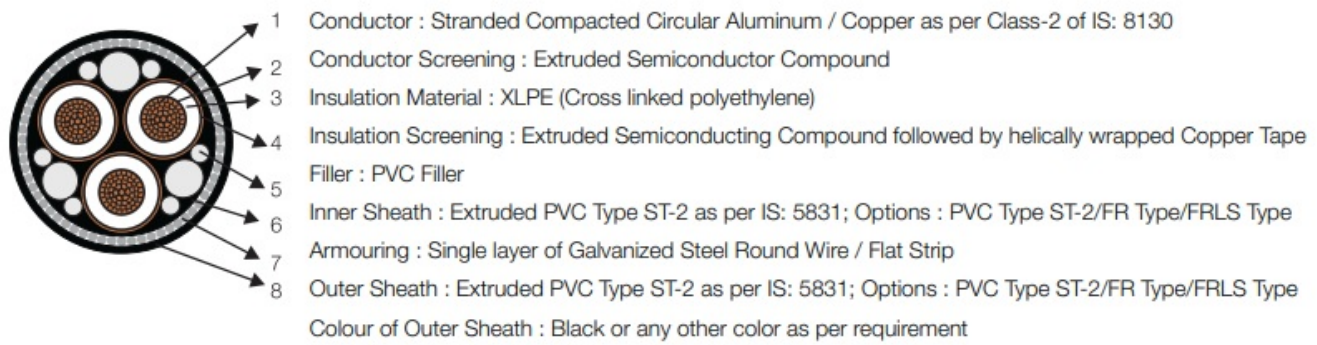 1 Conductor : Stranded Compacted Circular Aluminum / Copper as per Class-2 of IS: 8130
2 Conductor Screening : Extruded Semiconductor Compound
3 Insulation Material : XLPE (Cross linked polyethylene)
4 Insulation Screening : Extruded Semiconducting Compound followed by helically wrapped Copper Tape
5 Filler : PVC Filler
6 Inner Sheath : Extruded PVC Type ST-2 as per IS: 5831; Options : PVC Type ST-2/FR Type/FRLS Type
7 Armouring : Single layer of Galvanized Steel Round Wire / Flat Strip
8 Outer Sheath : Extruded PVC Type ST-2 as per IS: 5831; Options : PVC Type ST-2/FR Type/FRLS Type
Colour of Outer Sheath : Black or any other color as per requirement